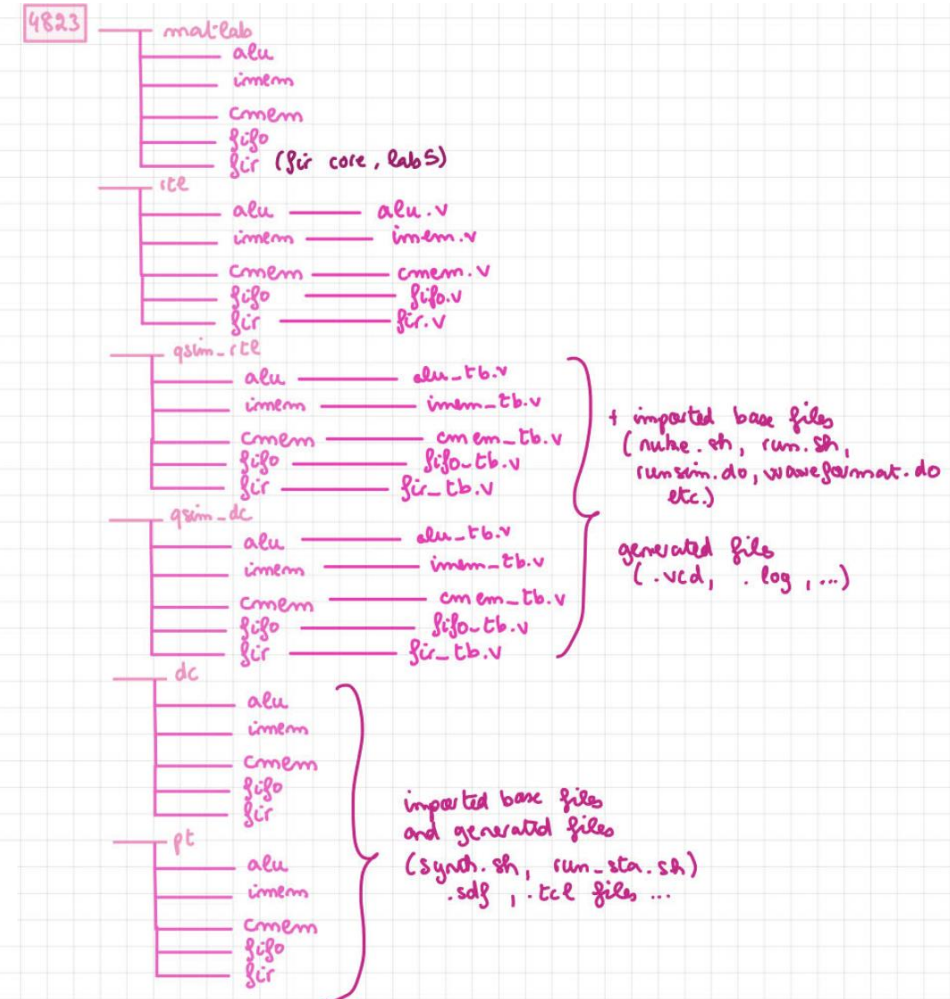 4823
matlab
alu
imem
cmem
fifo
fir (fir core, lab5)
rtl
alu alu.v
imem imem.v
cmem cmem.v
fifo fifo.v
fir fir.v
qsim_rtl
alu alu_tb.v
imem imem_tb.v
cmem cmem_tb.v
fifo fifo_tb.v
fir fir_tb.v
+ imported base files
(nuke.sh, run.sh,
runsim.do, waveformat.do
etc.)
qsim_dc
alu alu_tb.v
imem imem_tb.v
cmem cmem_tb.v
fifo fifo_tb.v
fir fir_tb.v
generated files
(.vcd, .log, ...)
dc
alu
imem
cmem
fifo
fir
pt
alu
imem
cmem
fifo
fir
imported base files
and generated files
(synth.sh, run_sta.sh)
.sdf, .tcl files ...